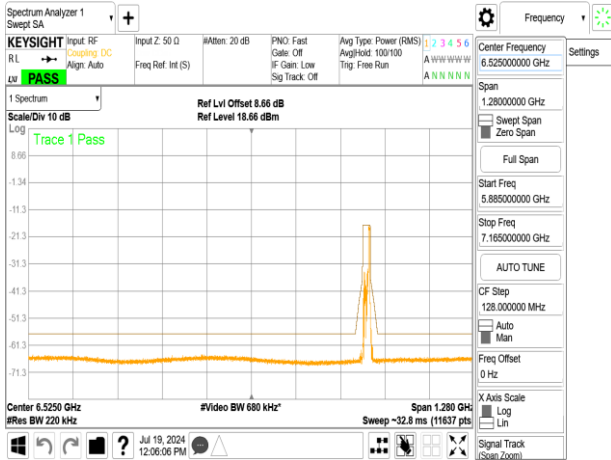 Spectrum Analyzer 1
Swept SA
+
Frequency
KEYSIGHT
RL
LXI PASS
Input: RF
Coupling: DC
Align: Auto
Input Z: 50 Ω
Freq Ref: Int (S)
#Atten: 20 dB
PNO: Fast
Gate: Off
IF Gain: Low
Sig Track: Off
Avg Type: Power (RMS)
Avg|Hold: 100/100
Trig: Free Run
1 2 3 4 5 6
A W W W W W
A N N N N N
Center Frequency
6.525000000 GHz
Settings
Span
1.28000000 GHz
Swept Span
Zero Span
Full Span
Start Freq
5.885000000 GHz
Stop Freq
7.165000000 GHz
AUTO TUNE
CF Step
128.000000 MHz
Auto
Man
Freq Offset
0 Hz
X Axis Scale
Log
Lin
Signal Track
(Span Zoom)
1 Spectrum
Scale/Div 10 dB
Ref Lvl Offset 8.66 dB
Ref Level 18.66 dBm
Log
Trace 1 Pass
8.66
-1.34
-11.3
-21.3
-31.3
-41.3
-51.3
-61.3
-71.3
Center 6.5250 GHz
#Res BW 220 kHz
#Video BW 680 kHz*
Span 1.280 GHz
Sweep ~32.8 ms (11637 pts)
?
Jul 19, 2024
12:06:06 PM